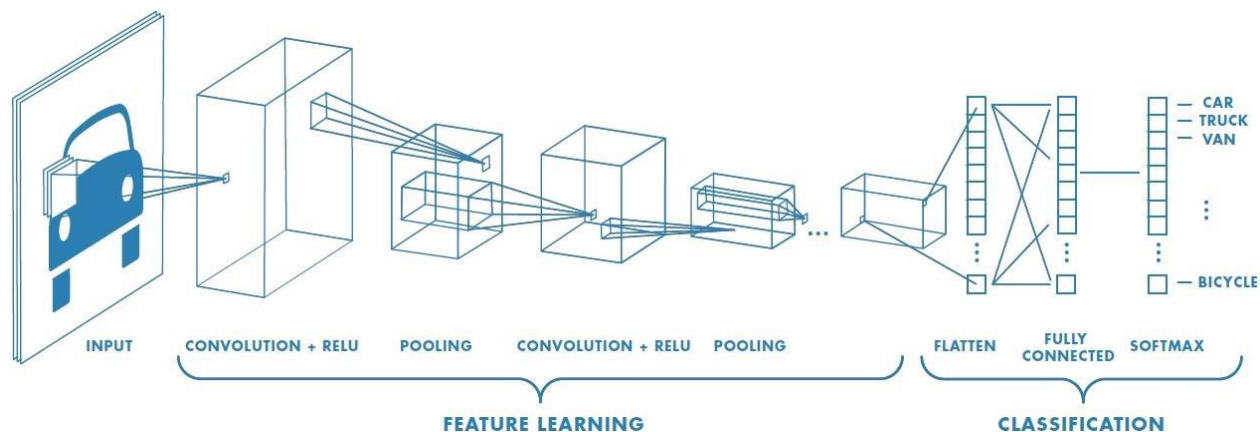 CAR
TRUCK
VAN
BICYCLE
INPUT
CONVOLUTION + RELU
POOLING
CONVOLUTION + RELU
POOLING
FLATTEN
FULLY
CONNECTED
SOFTMAX
FEATURE LEARNING
CLASSIFICATION